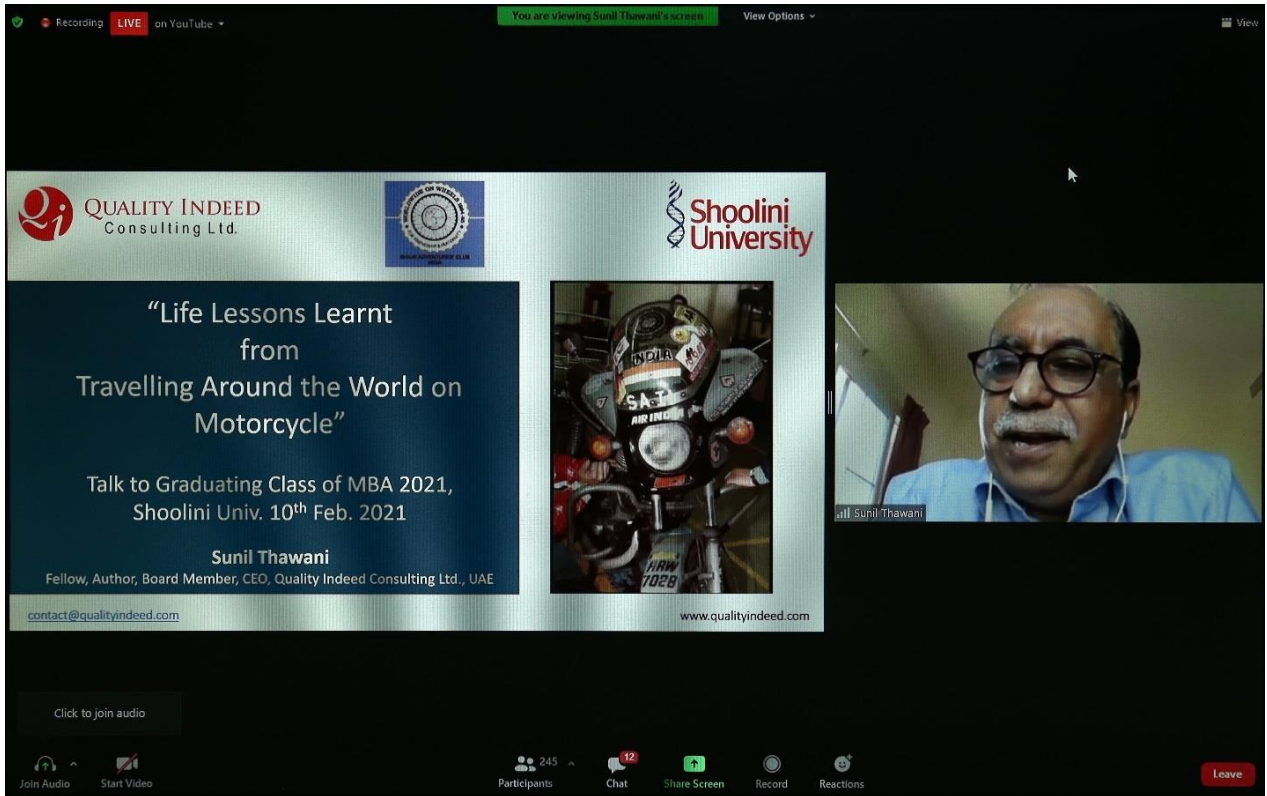 Recording LIVE on YouTube
You are viewing Sunil Thawani's screen
View Options
View
Qi QUALITY INDEED
Consulting Ltd.
Shoolini
University
“Life Lessons Learnt
from
Travelling Around the World on
Motorcycle”
Talk to Graduating Class of MBA 2021,
Shoolini Univ. 10th Feb. 2021
Sunil Thawani
Fellow, Author, Board Member, CEO, Quality Indeed Consulting Ltd., UAE
contact@qualityindeed.com
www.qualityindeed.com
INDIA
S.A.T.
AIR INDIA
HRW
7028
Sunil Thawani
Click to join audio
Join Audio
Start Video
245
Participants
12
Chat
Share Screen
Record
Reactions
Leave